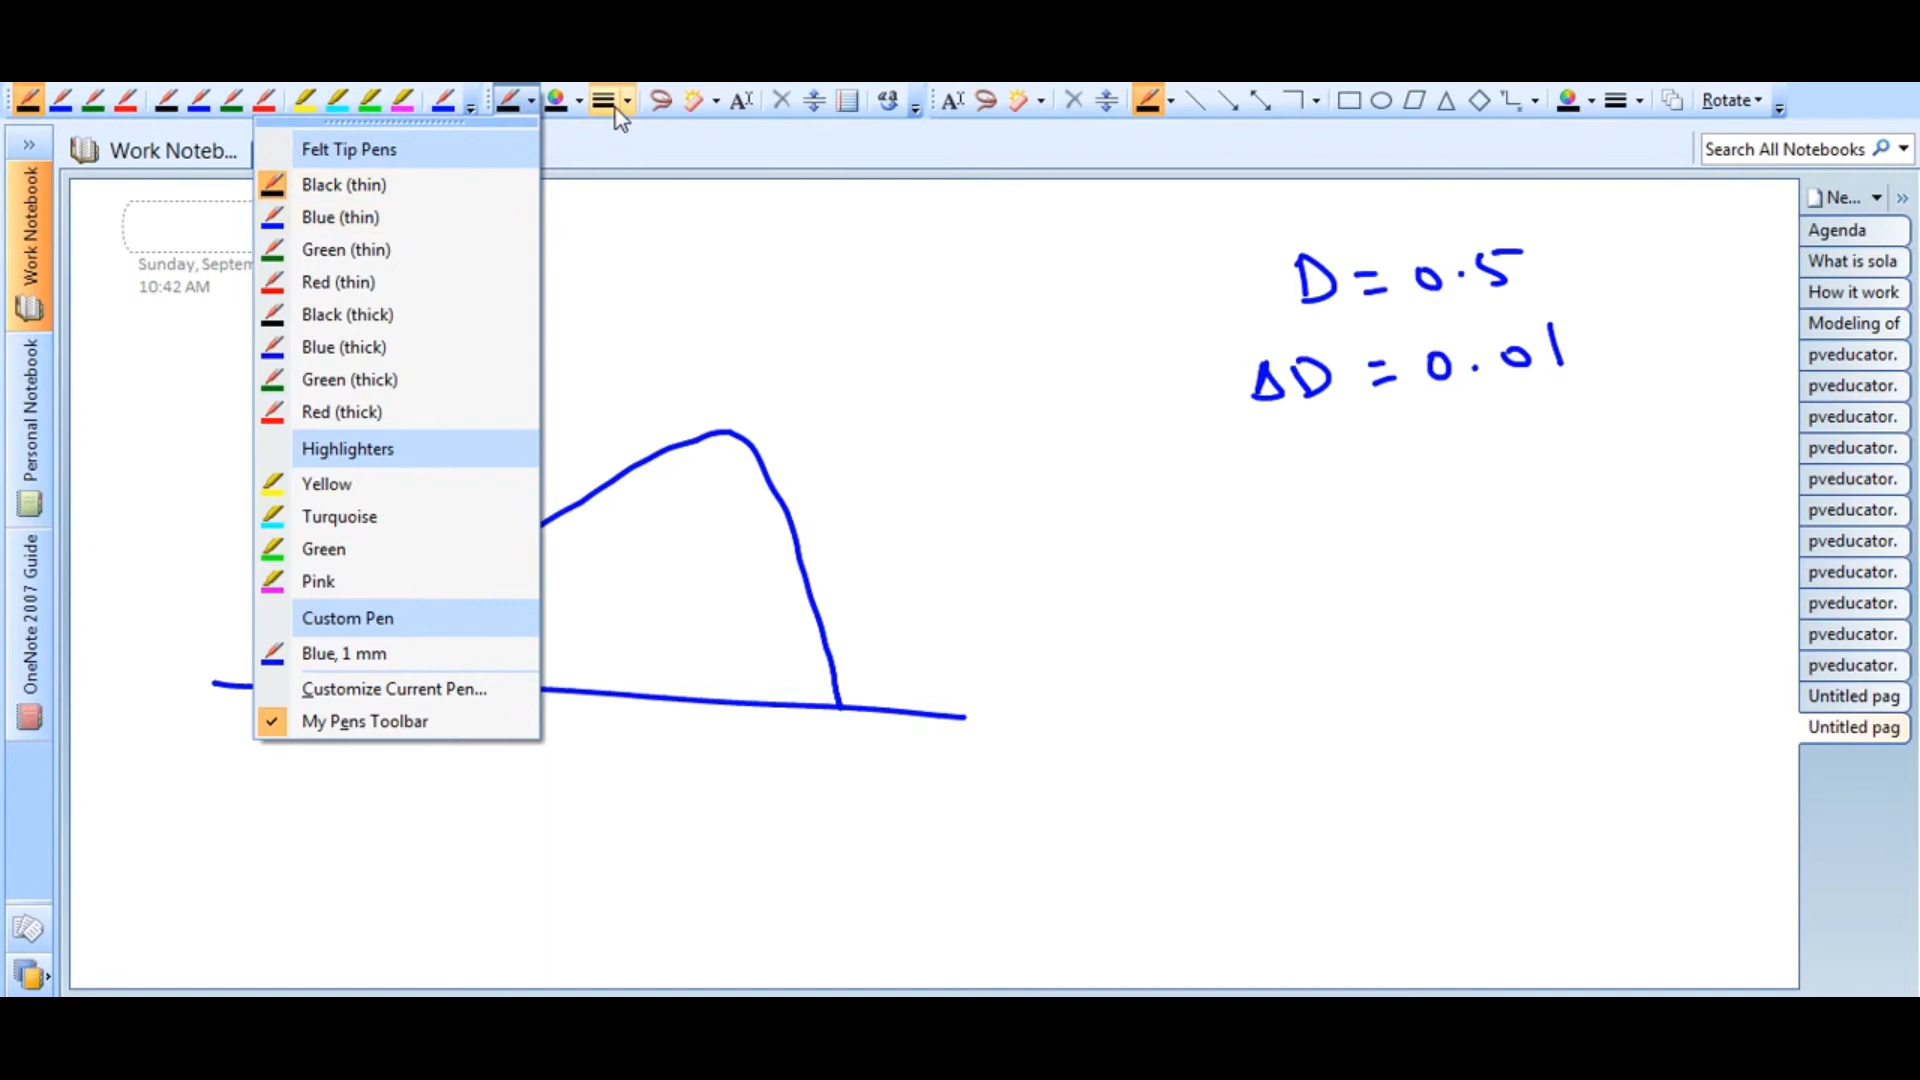 Rotate
Work Noteb...
Search All Notebooks
Work Notebook
Personal Notebook
OneNote 2007 Guide
Sunday, Septem
10:42 AM
Felt Tip Pens
Black (thin)
Blue (thin)
Green (thin)
Red (thin)
Black (thick)
Blue (thick)
Green (thick)
Red (thick)
Highlighters
Yellow
Turquoise
Green
Pink
Custom Pen
Blue, 1 mm
Customize Current Pen...
My Pens Toolbar
D = 0.5
ΔD = 0.01
Ne...
Agenda
What is sola
How it work
Modeling of
pveducator.
pveducator.
pveducator.
pveducator.
pveducator.
pveducator.
pveducator.
pveducator.
pveducator.
pveducator.
pveducator.
Untitled pag
Untitled pag